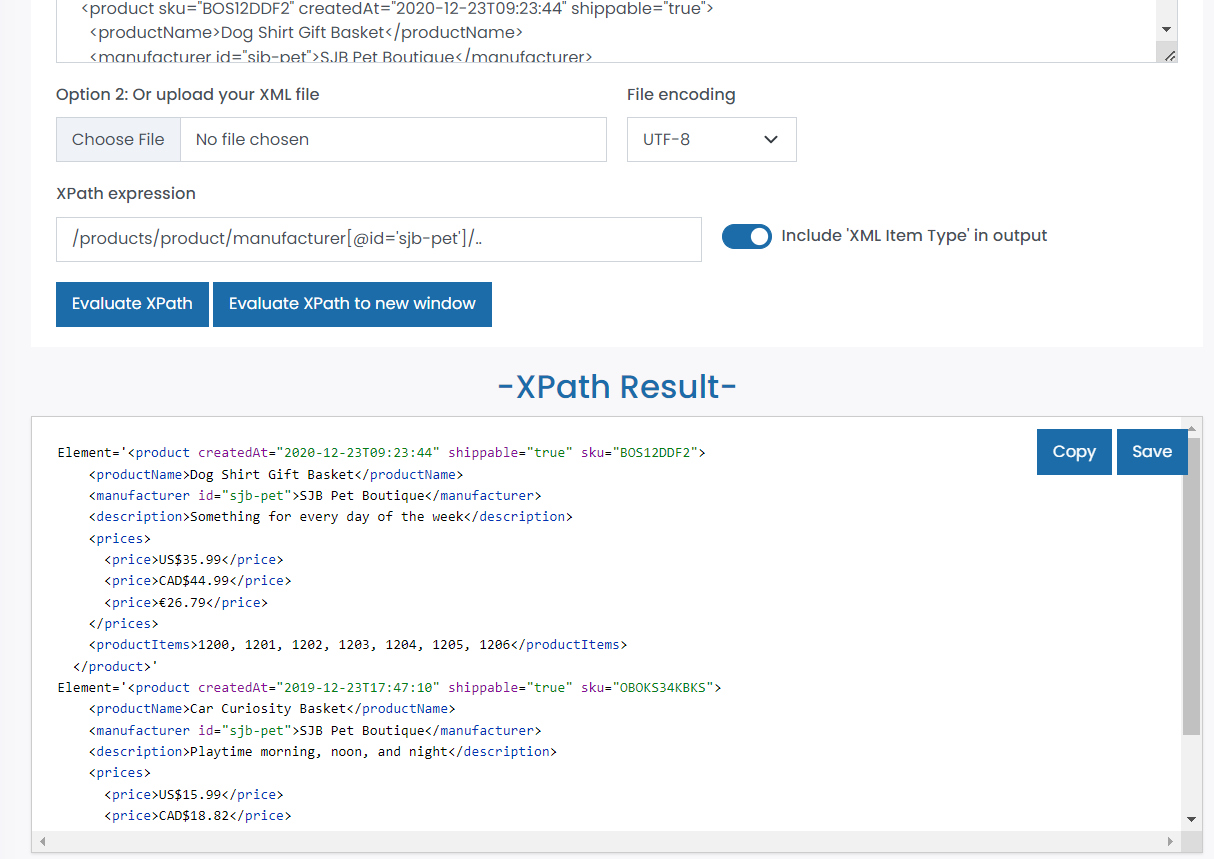 <product sku="BOS12DDF2" createdAt="2020-12-23T09:23:44" shippable="true">
<productName>Dog Shirt Gift Basket</productName>
<manufacturer id="sjb-pet">SJB Pet Boutique</manufacturer>
Option 2: Or upload your XML file
File encoding
Choose File No file chosen
UTF-8
XPath expression
/products/product/manufacturer[@id='sjb-pet']/..
Include 'XML Item Type' in output
Evaluate XPath
Evaluate XPath to new window
-XPath Result-
Copy
Save
Element='<product createdAt="2020-12-23T09:23:44" shippable="true" sku="BOS12DDF2">
<productName>Dog Shirt Gift Basket</productName>
<manufacturer id="sjb-pet">SJB Pet Boutique</manufacturer>
<description>Something for every day of the week</description>
<prices>
<price>US$35.99</price>
<price>CAD$44.99</price>
<price>€26.79</price>
</prices>
<productItems>1200, 1201, 1202, 1203, 1204, 1205, 1206</productItems>
</product>'
Element='<product createdAt="2019-12-23T17:47:10" shippable="true" sku="OBOKS34KBKS">
<productName>Car Curiosity Basket</productName>
<manufacturer id="sjb-pet">SJB Pet Boutique</manufacturer>
<description>Playtime morning, noon, and night</description>
<prices>
<price>US$15.99</price>
<price>CAD$18.82</price>